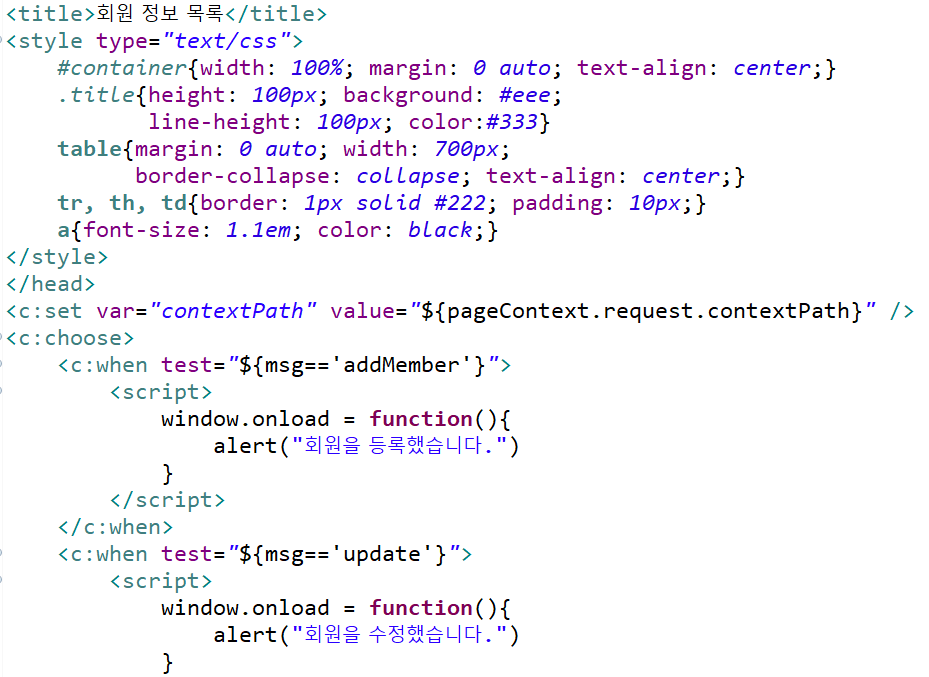 <title>회원 정보 목록</title>
<style type="text/css">
#container{width: 100%; margin: 0 auto; text-align: center;}
.title{height: 100px; background: #eee;
line-height: 100px; color:#333}
table{margin: 0 auto; width: 700px;
border-collapse: collapse; text-align: center;}
tr, th, td{border: 1px solid #222; padding: 10px;}
a{font-size: 1.1em; color: black;}
</style>
</head>
<c:set var="contextPath" value="${pageContext.request.contextPath}" />
<c:choose>
<c:when test="${msg=='addMember'}">
<script>
window.onload = function(){
alert("회원을 등록했습니다.")
}
</script>
</c:when>
<c:when test="${msg=='update'}">
<script>
window.onload = function(){
alert("회원을 수정했습니다.")
}